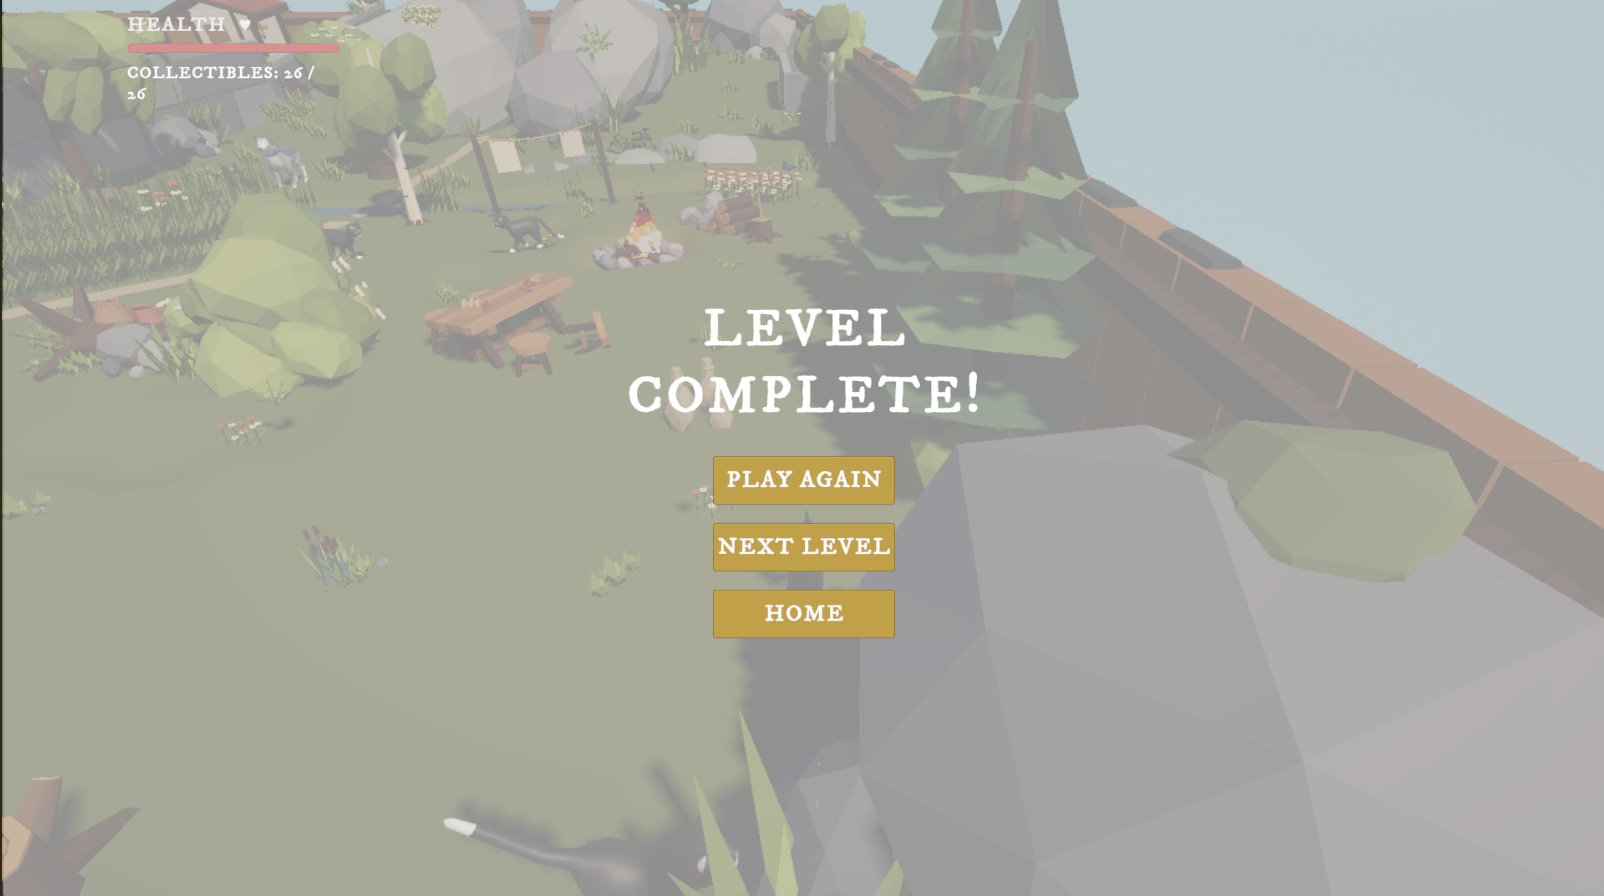 HEALTH ♥
COLLECTIBLES: 26 /
26
LEVEL
COMPLETE!
PLAY AGAIN
NEXT LEVEL
HOME